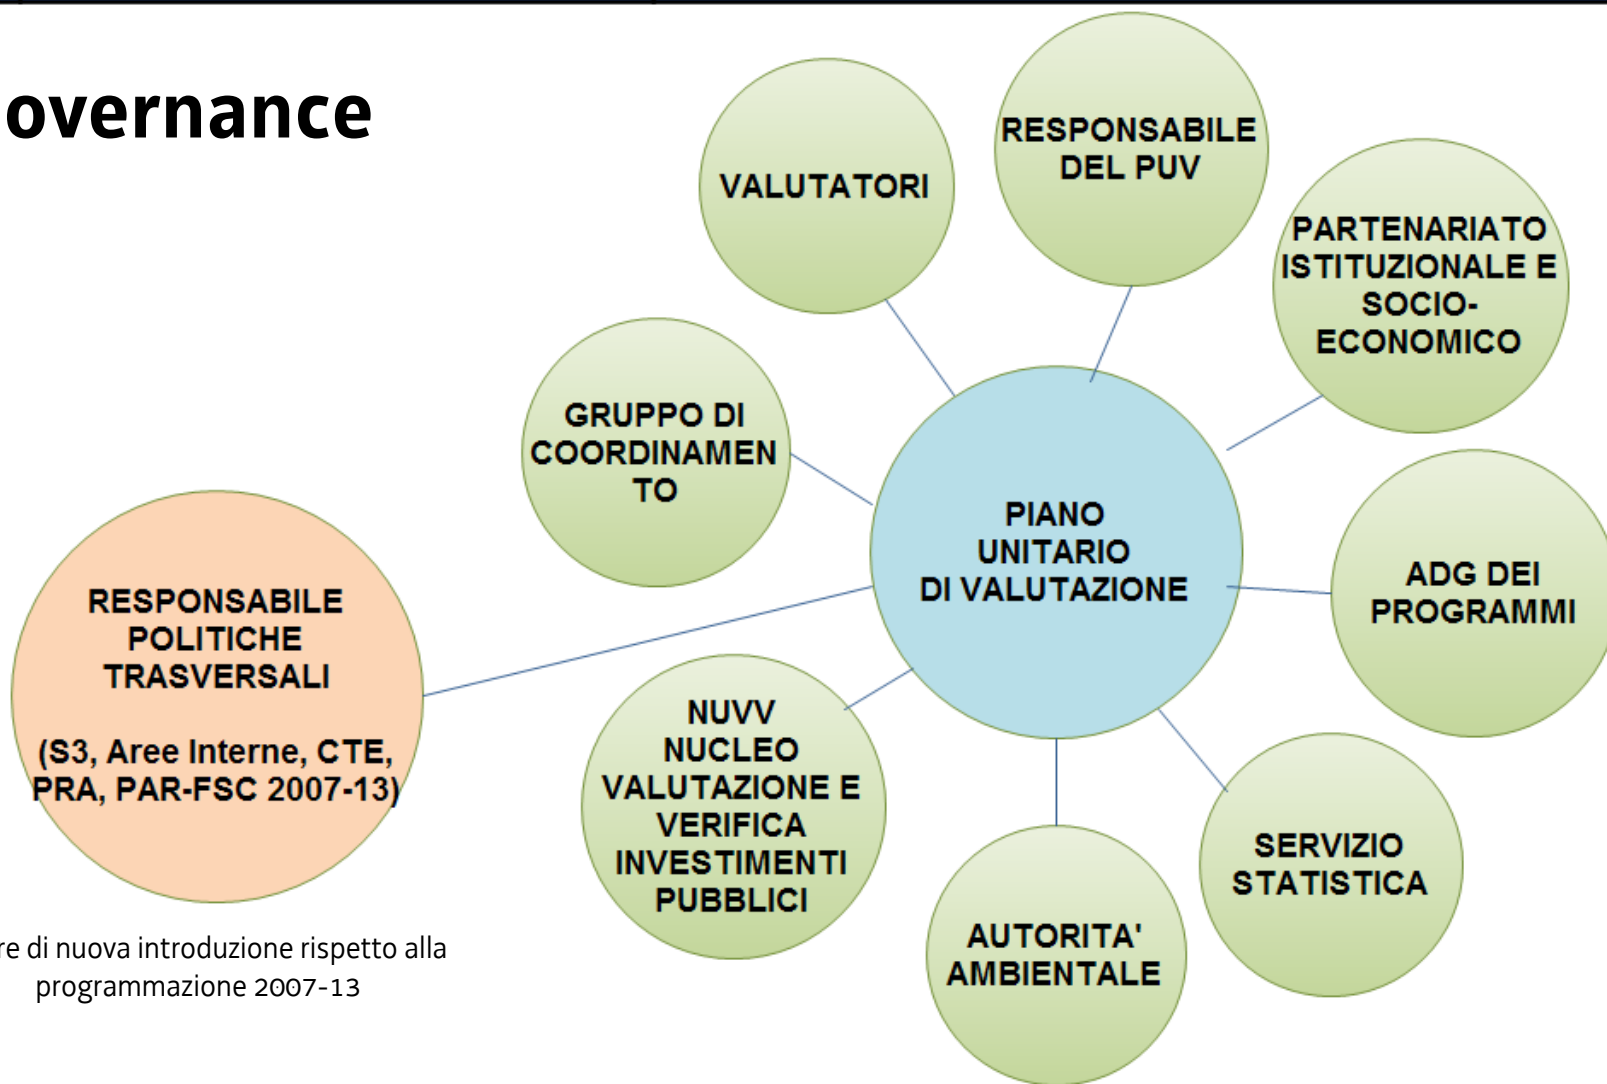 overnance
VALUTATORI
RESPONSABILE
DEL PUV
PARTENARIATO
ISTITUZIONALE E
SOCIO-
ECONOMICO
GRUPPO DI
COORDINAMEN
TO
PIANO
UNITARIO
DI VALUTAZIONE
ADG DEI
PROGRAMMI
RESPONSABILE
POLITICHE
TRASVERSALI
(S3, Aree Interne, CTE,
PRA, PAR-FSC 2007-13)
NUVV
NUCLEO
VALUTAZIONE E
VERIFICA
INVESTIMENTI
PUBBLICI
SERVIZIO
STATISTICA
AUTORITA'
AMBIENTALE
re di nuova introduzione rispetto alla
programmazione 2007-13